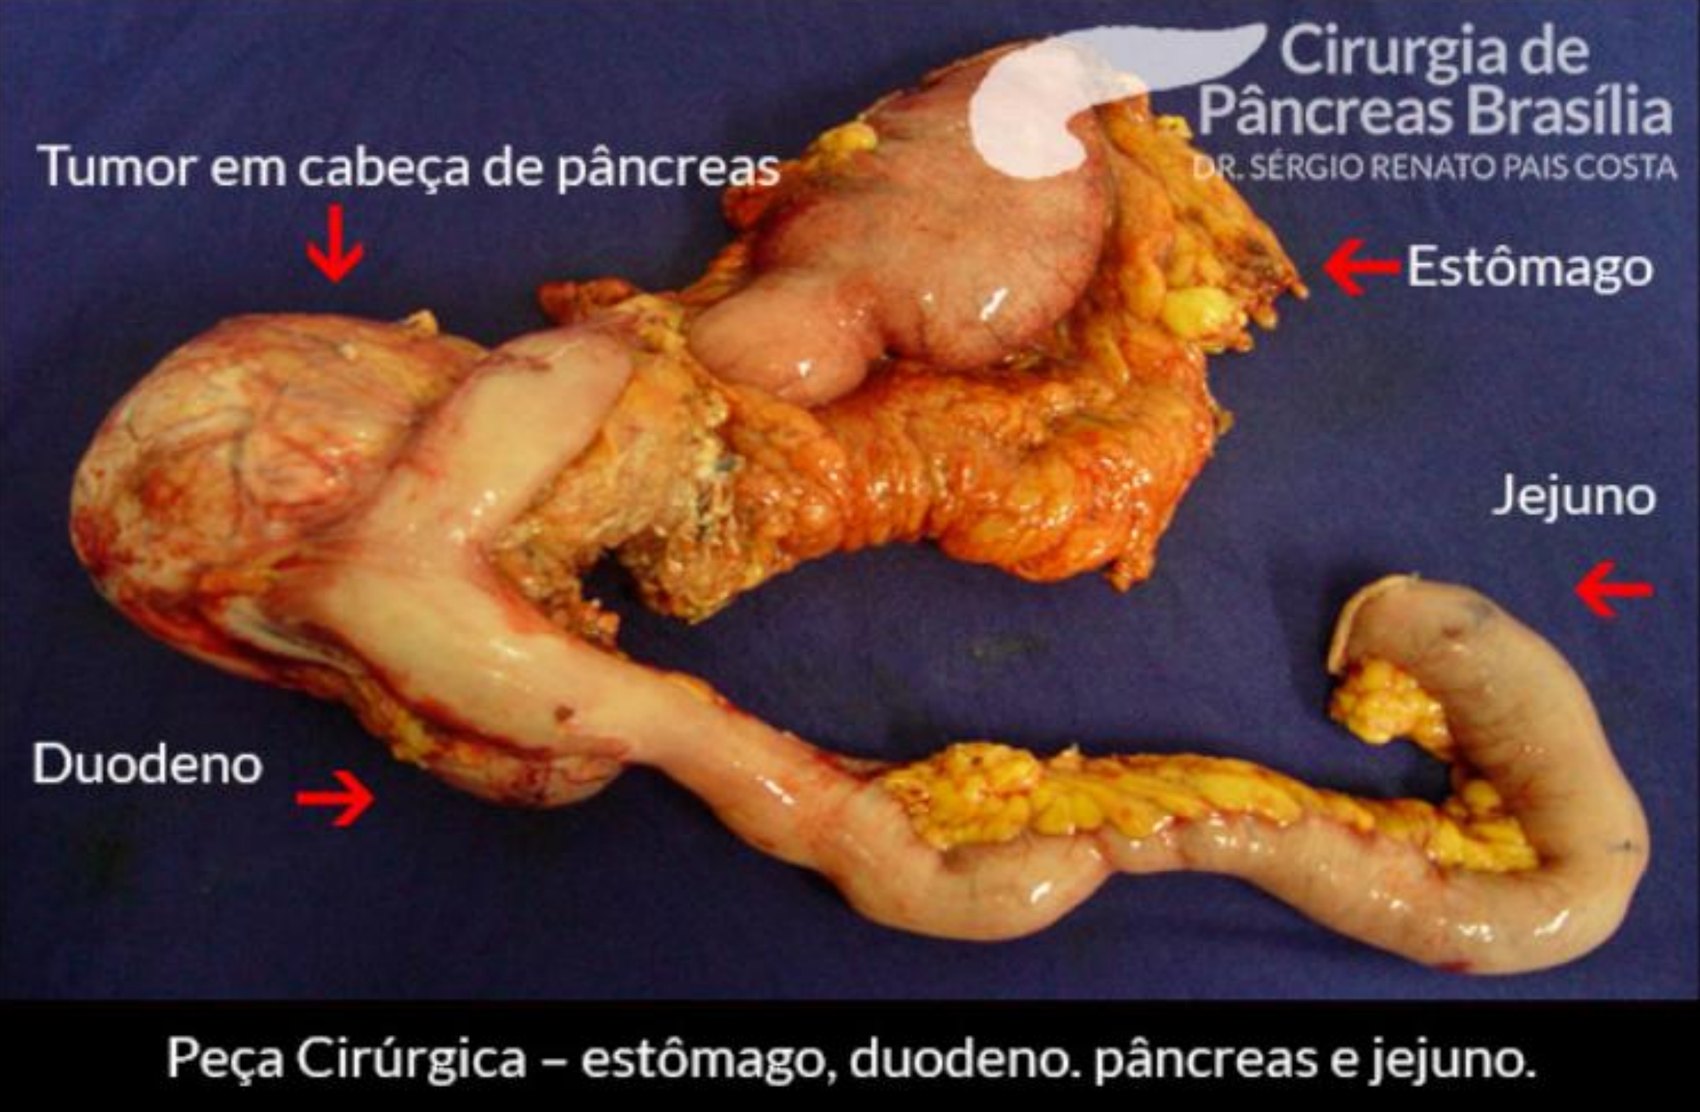 Cirurgia de
Pâncreas Brasília
DR. SÉRGIO RENATO PAIS COSTA
Tumor em cabeça de pâncreas
Estômago
Jejuno
Duodeno
Peça Cirúrgica – estômago, duodeno. pâncreas e jejuno.